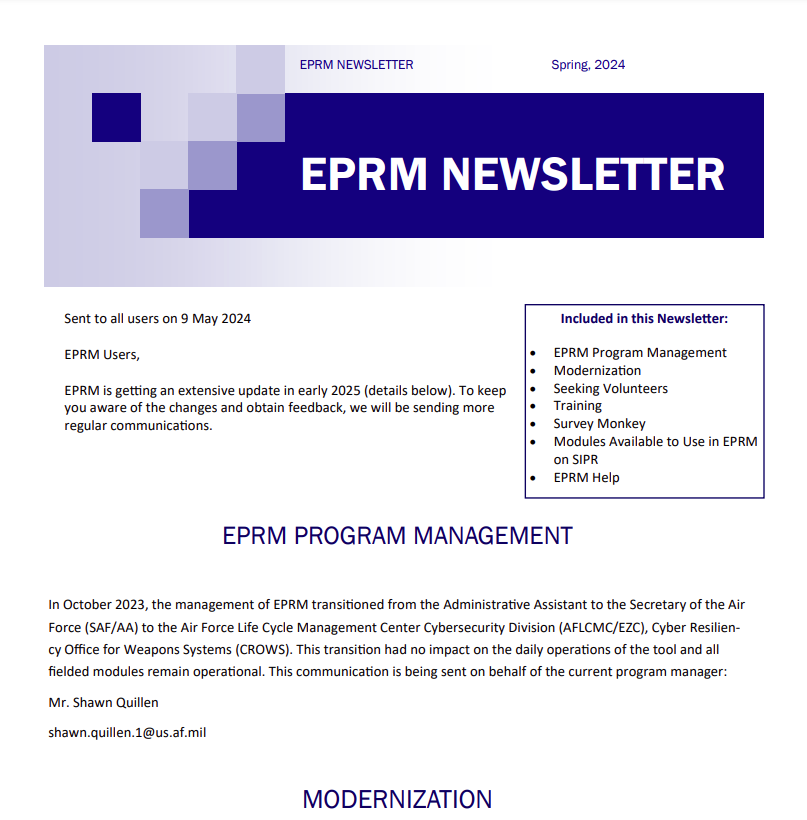 EPRM NEWSLETTER
Spring, 2024
EPRM NEWSLETTER
Sent to all users on 9 May 2024
EPRM Users,
EPRM is getting an extensive update in early 2025 (details below). To keep
you aware of the changes and obtain feedback, we will be sending more
regular communications.
Included in this Newsletter:
• EPRM Program Management
• Modernization
• Seeking Volunteers
• Training
• Survey Monkey
• Modules Available to Use in EPRM
on SIPR
• EPRM Help
EPRM PROGRAM MANAGEMENT
In October 2023, the management of EPRM transitioned from the Administrative Assistant to the Secretary of the Air
Force (SAF/AA) to the Air Force Life Cycle Management Center Cybersecurity Division (AFLCMC/EZC), Cyber Resilien-
cy Office for Weapons Systems (CROWS). This transition had no impact on the daily operations of the tool and all
fielded modules remain operational. This communication is being sent on behalf of the current program manager:
Mr. Shawn Quillen
shawn.quillen.1@us.af.mil
MODERNIZATION